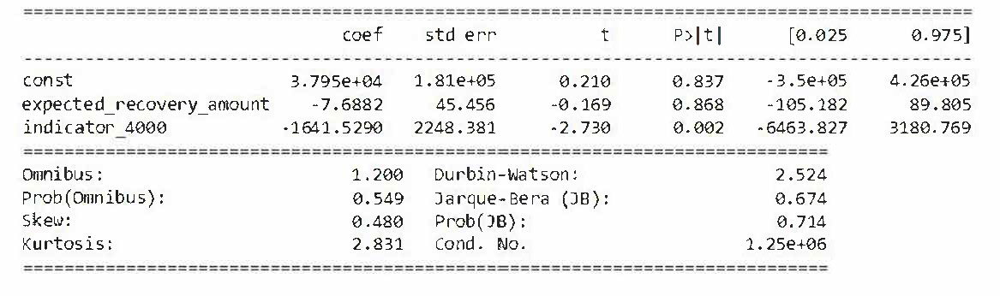 coef std err t P>|t| [0.025 0.975]
const 3.795e+04 1.81e+05 0.210 0.837 -3.5e+05 4.26e+05
expected_recovery_amount -7.6882 45.456 -0.169 0.868 -105.182 89.805
indicator_4000 -1641.5290 2248.381 -2.730 0.002 -6463.827 3180.769
Omnibus: 1.200 Durbin-Watson: 2.524
Prob(Omnibus): 0.549 Jarque-Bera (JB): 0.674
Skew: 0.480 Prob(JB): 0.714
Kurtosis: 2.831 Cond. No. 1.25e+06